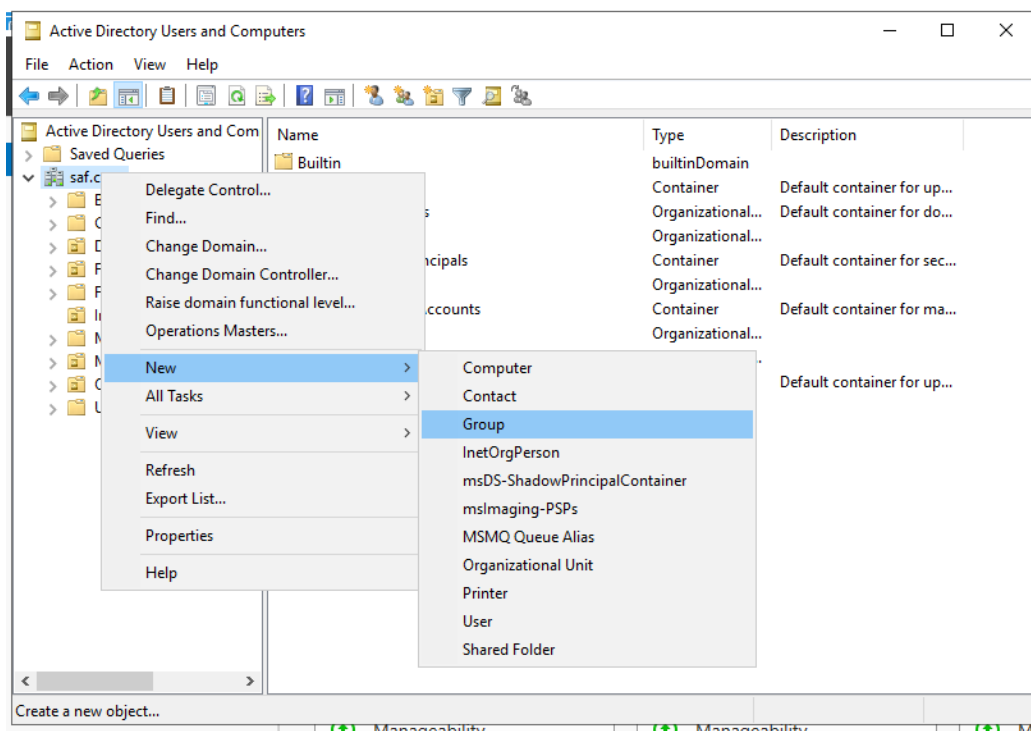 Active Directory Users and Computers
File Action View Help
Active Directory Users and Com
Saved Queries
saf.c
Name Type Description
Builtin builtinDomain
Container Default container for up...
Organizational... Default container for do...
Organizational...
ncipals Container Default container for sec...
Organizational...
ccounts Container Default container for ma...
Organizational...
Default container for up...
Delegate Control...
Find...
Change Domain...
Change Domain Controller...
Raise domain functional level...
Operations Masters...
New
All Tasks
View
Refresh
Export List...
Properties
Help
Computer
Contact
Group
InetOrgPerson
msDS-ShadowPrincipalContainer
msImaging-PSPs
MSMQ Queue Alias
Organizational Unit
Printer
User
Shared Folder
Create a new object...
Manageability Manageability